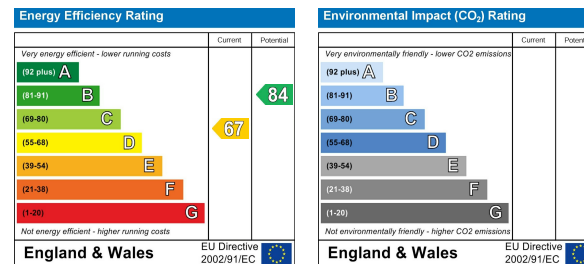 Energy Efficiency Rating
Current Potential
Very energy efficient - lower running costs
(92 plus) A
(81-91) B
84
(69-80) C
67
(55-68) D
(39-54) E
(21-38) F
(1-20) G
Not energy efficient - higher running costs
England & Wales
EU Directive
2002/91/EC
Environmental Impact (CO₂) Rating
Current Potent
Very environmentally friendly - lower CO2 emissions
(92 plus) A
(81-91) B
(69-80) C
(55-68) D
(39-54) E
(21-38) F
(1-20) G
Not environmentally friendly - higher CO2 emissions
England & Wales
EU Directive
2002/91/EC